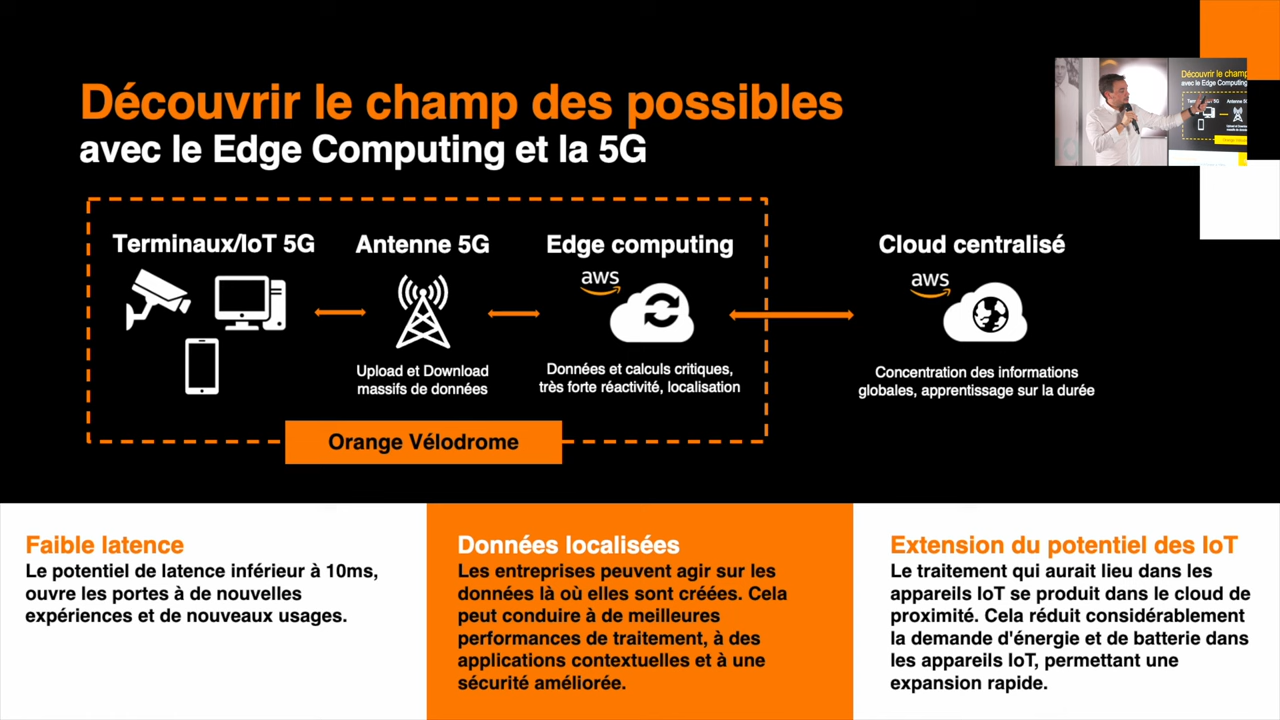 Découvrir le champ des possibles
avec le Edge Computing et la 5G
Terminaux/IoT 5G
Antenne 5G
Upload et Download
massifs de données
Edge computing
aws
Données et calculs critiques,
très forte réactivité, localisation
Cloud centralisé
aws
Concentration des informations
globales, apprentissage sur la durée
Orange Vélodrome
Faible latence
Le potentiel de latence inférieur à 10ms,
ouvre les portes à de nouvelles
expériences et de nouveaux usages.
Données localisées
Les entreprises peuvent agir sur les
données là où elles sont créées. Cela
peut conduire à de meilleures
performances de traitement, à des
applications contextuelles et à une
sécurité améliorée.
Extension du potentiel des IoT
Le traitement qui aurait lieu dans les
appareils IoT se produit dans le cloud de
proximité. Cela réduit considérablement
la demande d'énergie et de batterie dans
les appareils IoT, permettant une
expansion rapide.
Découvrir le champ
avec le Edge Computing
Antenne 5G